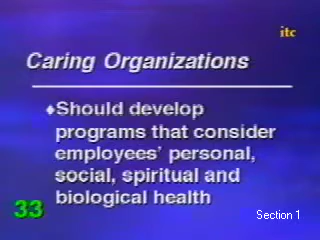 itc
Caring Organizations
♦Should develop
programs that consider
employees' personal,
social, spiritual and
biological health
33
Section 1